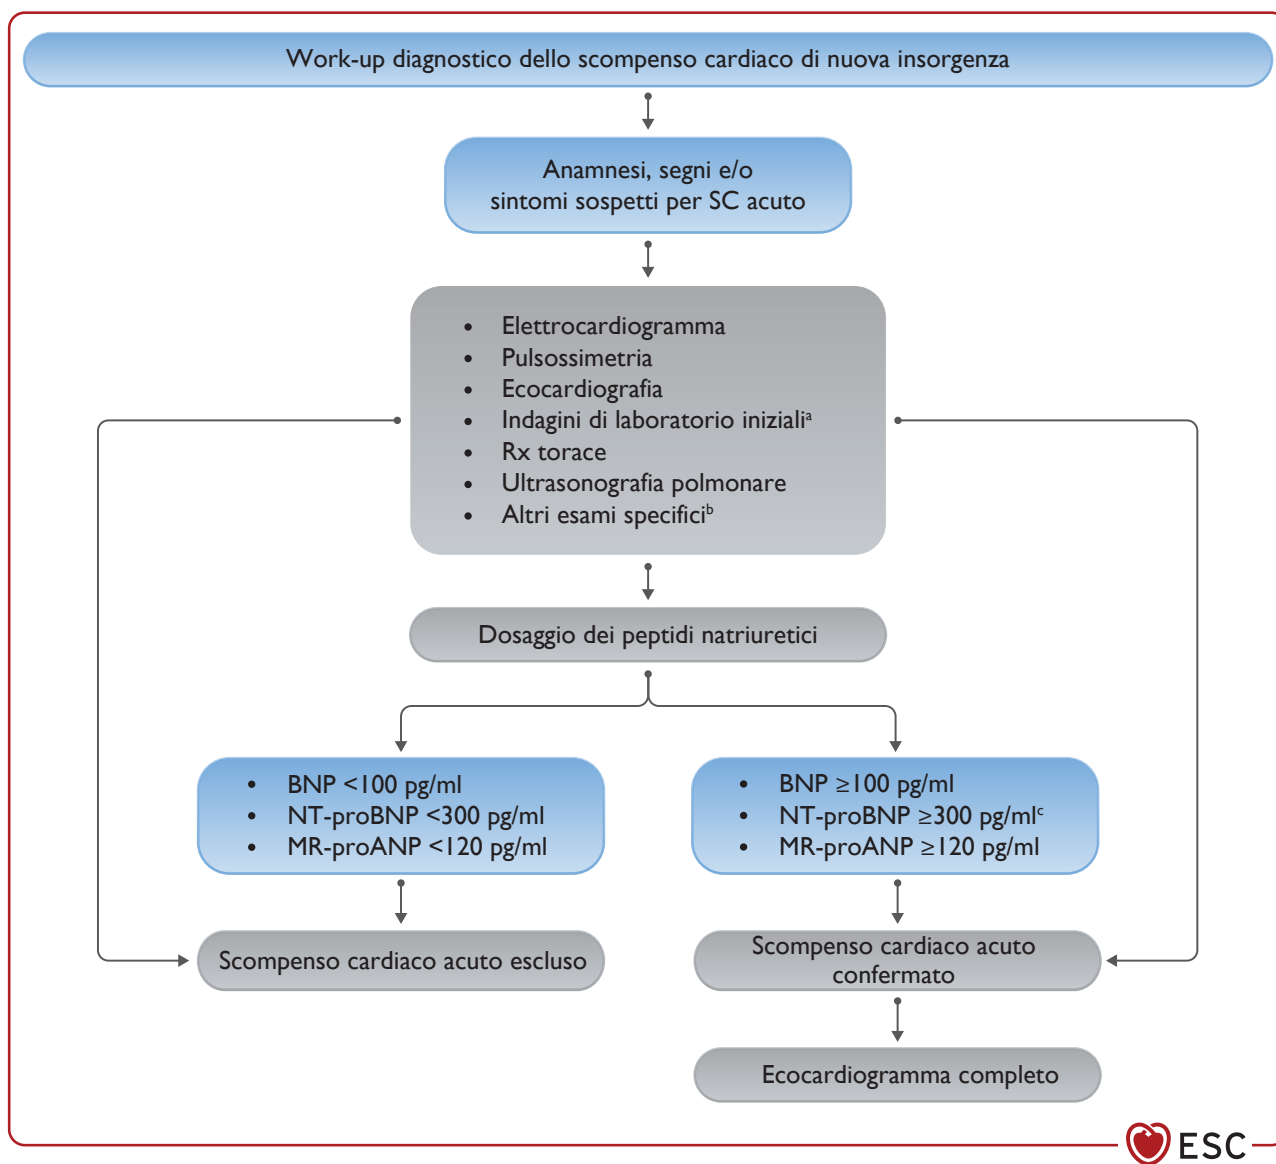 Work-up diagnostico dello scompenso cardiaco di nuova insorgenza
Anamnesi, segni e/o
sintomi sospetti per SC acuto
• Elettrocardiogramma
• Pulsossimetria
• Ecocardiografia
• Indagini di laboratorio inizialiᵃ
• Rx torace
• Ultrasonografia polmonare
• Altri esami specificiᵇ
Dosaggio dei peptidi natriuretici
• BNP <100 pg/ml
• NT-proBNP <300 pg/ml
• MR-proANP <120 pg/ml
• BNP ≥100 pg/ml
• NT-proBNP ≥300 pg/mlᶜ
• MR-proANP ≥120 pg/ml
Scompenso cardiaco acuto escluso
Scompenso cardiaco acuto
confermato
Ecocardiogramma completo
ESC